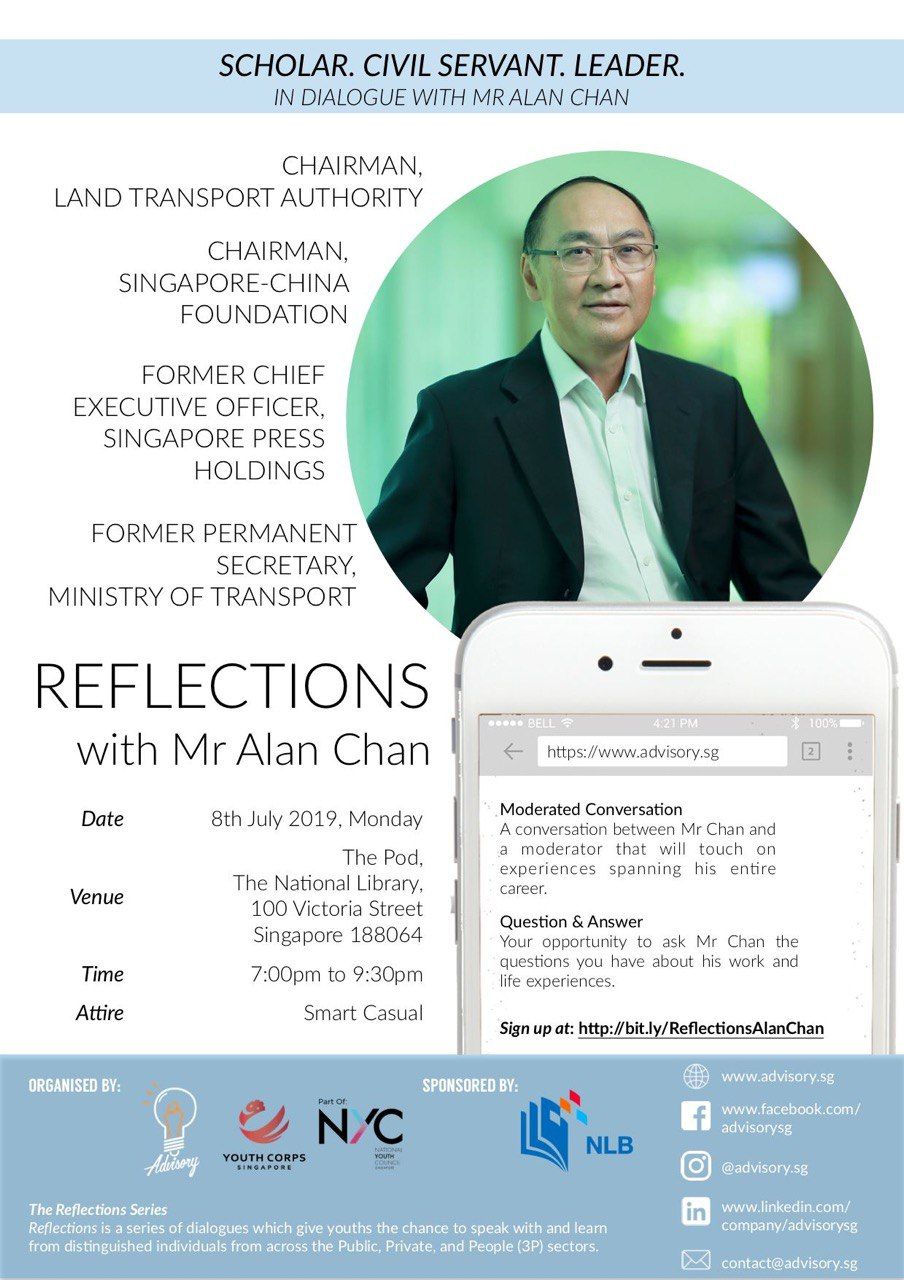 SCHOLAR. CIVIL SERVANT. LEADER.
IN DIALOGUE WITH MR ALAN CHAN
CHAIRMAN,
LAND TRANSPORT AUTHORITY
CHAIRMAN,
SINGAPORE-CHINA
FOUNDATION
FORMER CHIEF
EXECUTIVE OFFICER,
SINGAPORE PRESS
HOLDINGS
FORMER PERMANENT
SECRETARY,
MINISTRY OF TRANSPORT
REFLECTIONS
with Mr Alan Chan
Date 8th July 2019, Monday
Venue The Pod,
The National Library,
100 Victoria Street
Singapore 188064
Time 7:00pm to 9:30pm
Attire Smart Casual
BELL 4:21 PM 100%
https://www.advisory.sg 2
Moderated Conversation
A conversation between Mr Chan and
a moderator that will touch on
experiences spanning his entire
career.
Question & Answer
Your opportunity to ask Mr Chan the
questions you have about his work and
life experiences.
Sign up at: http://bit.ly/ReflectionsAlanChan
ORGANISED BY:
Advisory
YOUTH CORPS
SINGAPORE
Part Of:
NYC
NATIONAL
YOUTH
COUNCIL
SPONSORED BY:
NLB
www.advisory.sg
www.facebook.com/
advisorysg
@advisory.sg
www.linkedin.com/
company/advisorysg
contact@advisory.sg
The Reflections Series
Reflections is a series of dialogues which give youths the chance to speak with and learn
from distinguished individuals from across the Public, Private, and People (3P) sectors.